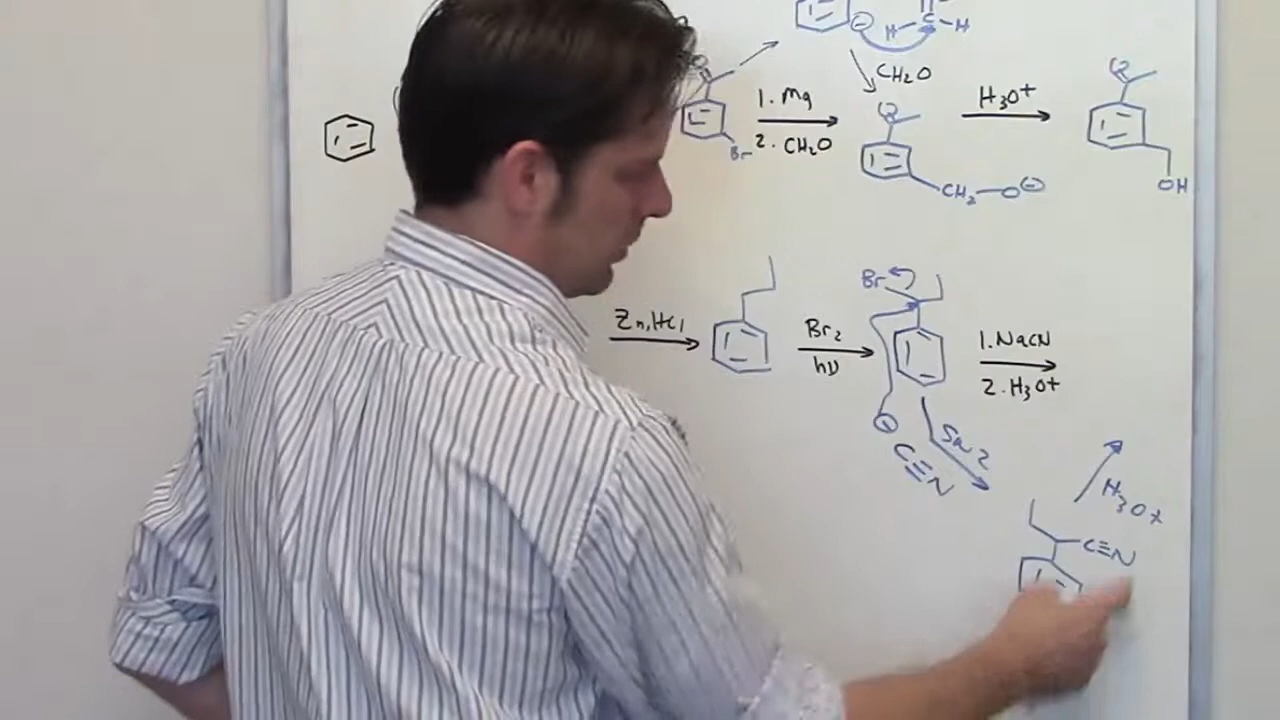 ⊖ H-C-H
CH2O
Br
1. Mg
2. CH2O
CH2-O⊖
H3O+
OH
Zn, HCl
Br2
hν
Br
1. NaCN
2. H3O+
⊖
C≡N
SN2
H3O+
C≡N